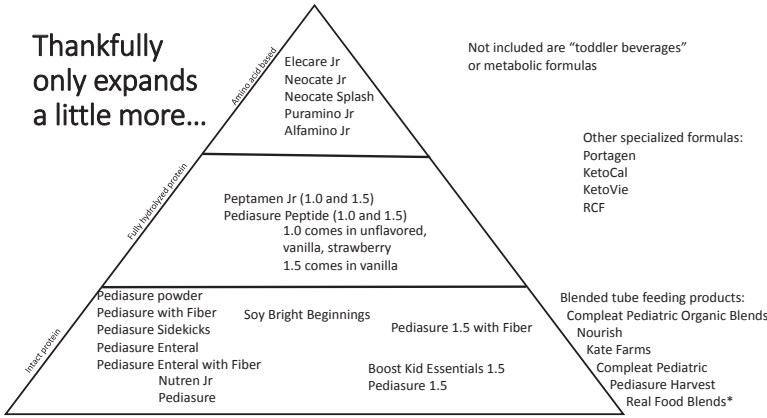 Thankfully
only expands
a little more...
Amino acid based
Elecare Jr
Neocate Jr
Neocate Splash
Puramino Jr
Alfamino Jr
Not included are “toddler beverages”
or metabolic formulas
Other specialized formulas:
Portagen
KetoCal
KetoVie
RCF
Fully hydrolyzed protein
Peptamen Jr (1.0 and 1.5)
Pediasure Peptide (1.0 and 1.5)
1.0 comes in unflavored,
vanilla, strawberry
1.5 comes in vanilla
Intact protein
Pediasure powder
Pediasure with Fiber
Pediasure Sidekicks
Pediasure Enteral
Pediasure Enteral with Fiber
Nutren Jr
Pediasure
Soy Bright Beginnings
Pediasure 1.5 with Fiber
Boost Kid Essentials 1.5
Pediasure 1.5
Blended tube feeding products:
Compleat Pediatric Organic Blends
Nourish
Kate Farms
Compleat Pediatric
Pediasure Harvest
Real Food Blends*